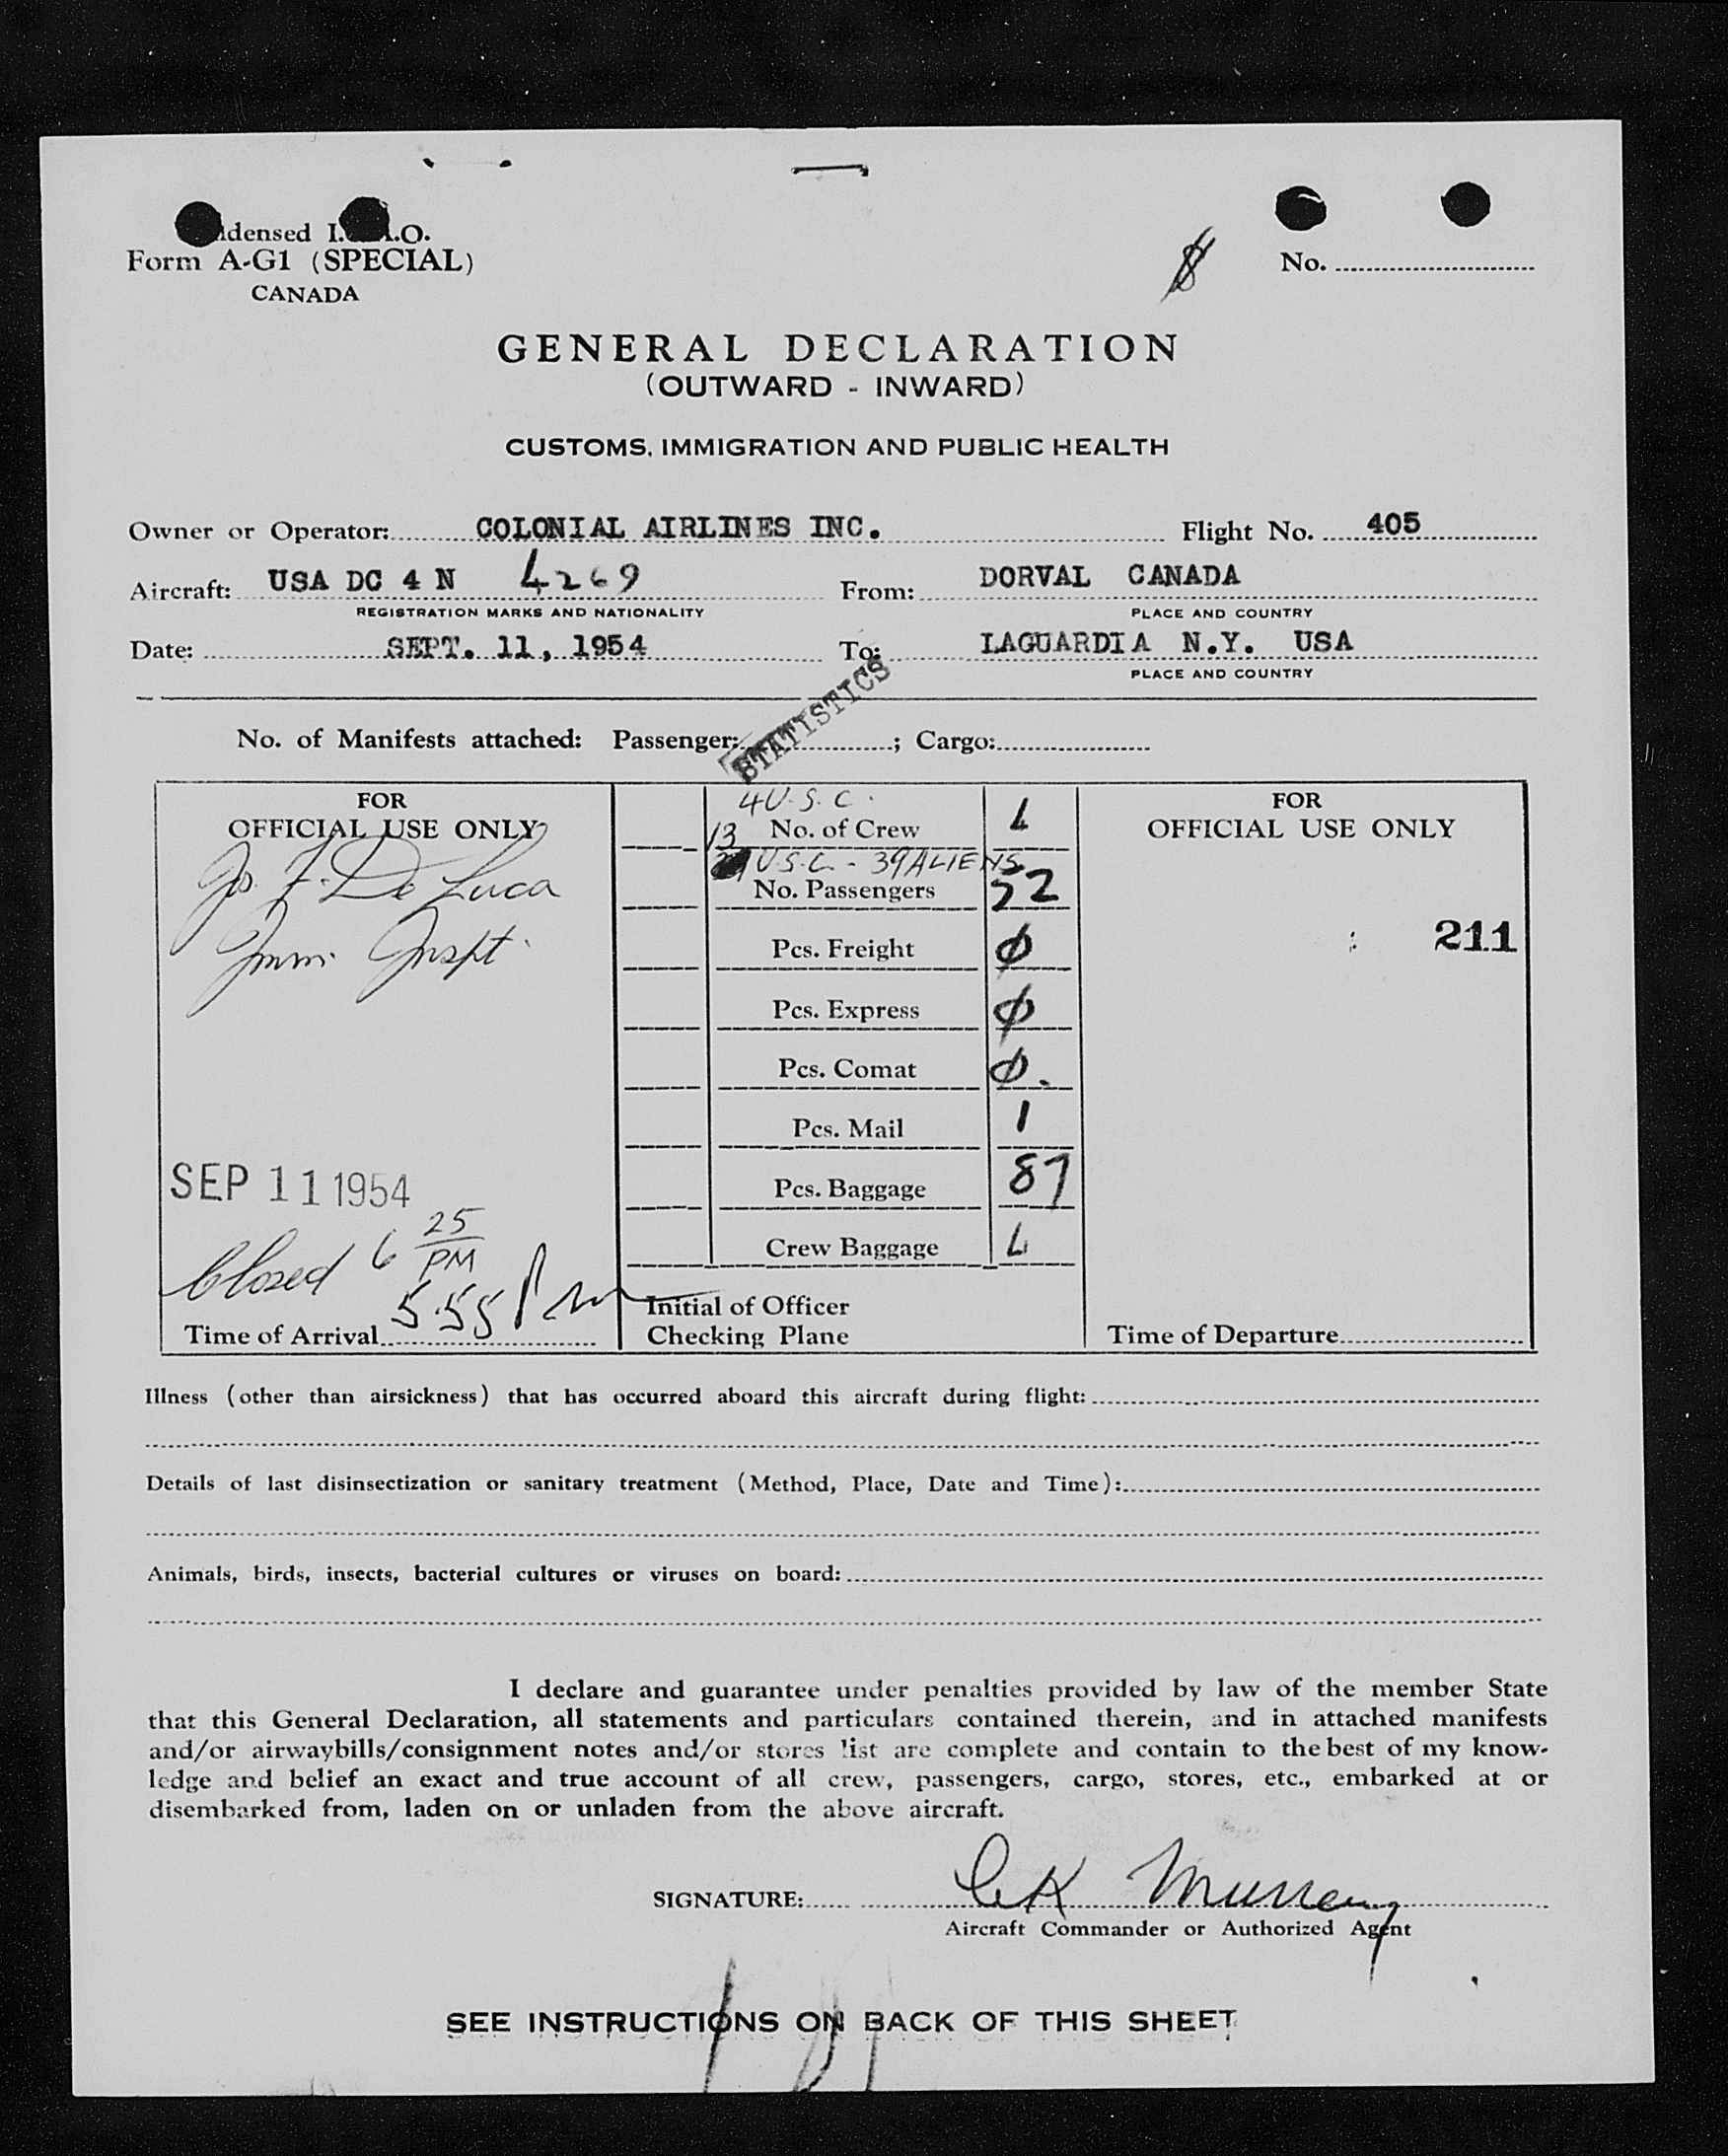 densed I. .O.
Form A-G1 (SPECIAL)
CANADA
No.
GENERAL DECLARATION
(OUTWARD - INWARD)
CUSTOMS, IMMIGRATION AND PUBLIC HEALTH
Owner or Operator: COLONIAL AIRLINES INC. Flight No. 405
Aircraft: USA DC 4 N 4269 From: DORVAL CANADA
REGISTRATION MARKS AND NATIONALITY PLACE AND COUNTRY
Date: SEPT. 11, 1954 To: LAGUARDIA N.Y. USA
PLACE AND COUNTRY
STATISTICS
No. of Manifests attached: Passenger: ; Cargo:
FOR
OFFICIAL USE ONLY
Jo. F. De Luca
Imm. Inspt.
SEP 11 1954
Closed 6 25 PM
5:55 Pm
Time of Arrival
4 U.S.C.
13 No. of Crew 4
U.S.C. - 39 ALIENS
No. Passengers 52
Pcs. Freight ø
Pcs. Express ø
Pcs. Comat ø.
Pcs. Mail 1
Pcs. Baggage 87
Crew Baggage 4
Initial of Officer
Checking Plane
FOR
OFFICIAL USE ONLY
211
Time of Departure
Illness (other than airsickness) that has occurred aboard this aircraft during flight:
Details of last disinsectization or sanitary treatment (Method, Place, Date and Time):
Animals, birds, insects, bacterial cultures or viruses on board:
I declare and guarantee under penalties provided by law of the member State
that this General Declaration, all statements and particulars contained therein, and in attached manifests
and/or airwaybills/consignment notes and/or stores list are complete and contain to the best of my know-
ledge and belief an exact and true account of all crew, passengers, cargo, stores, etc., embarked at or
disembarked from, laden on or unladen from the above aircraft.
SIGNATURE: CK Murray
Aircraft Commander or Authorized Agent
SEE INSTRUCTIONS ON BACK OF THIS SHEET